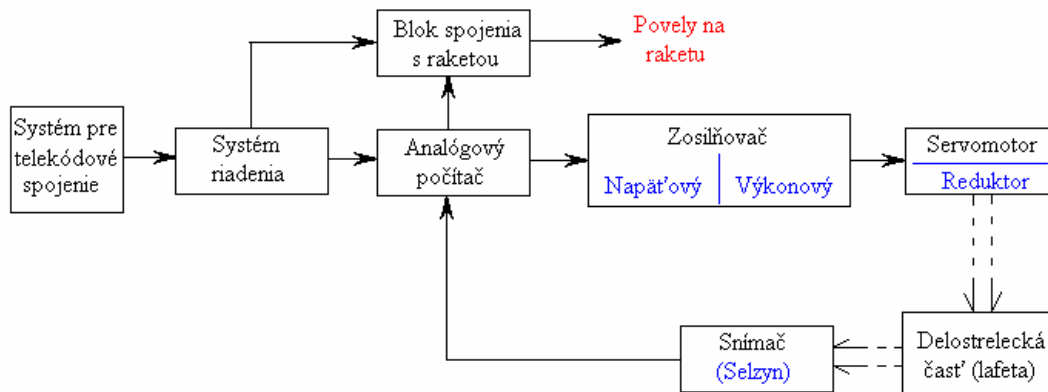 Blok spojenia
s raketou
Povely na
raketu
Systém pre
telekódové
spojenie
Systém
riadenia
Analógový
počítač
Zosilňovač
Napäťový
Výkonový
Servomotor
Reduktor
Snímač
(Selzyn)
Delostrelecká
časť (lafeta)